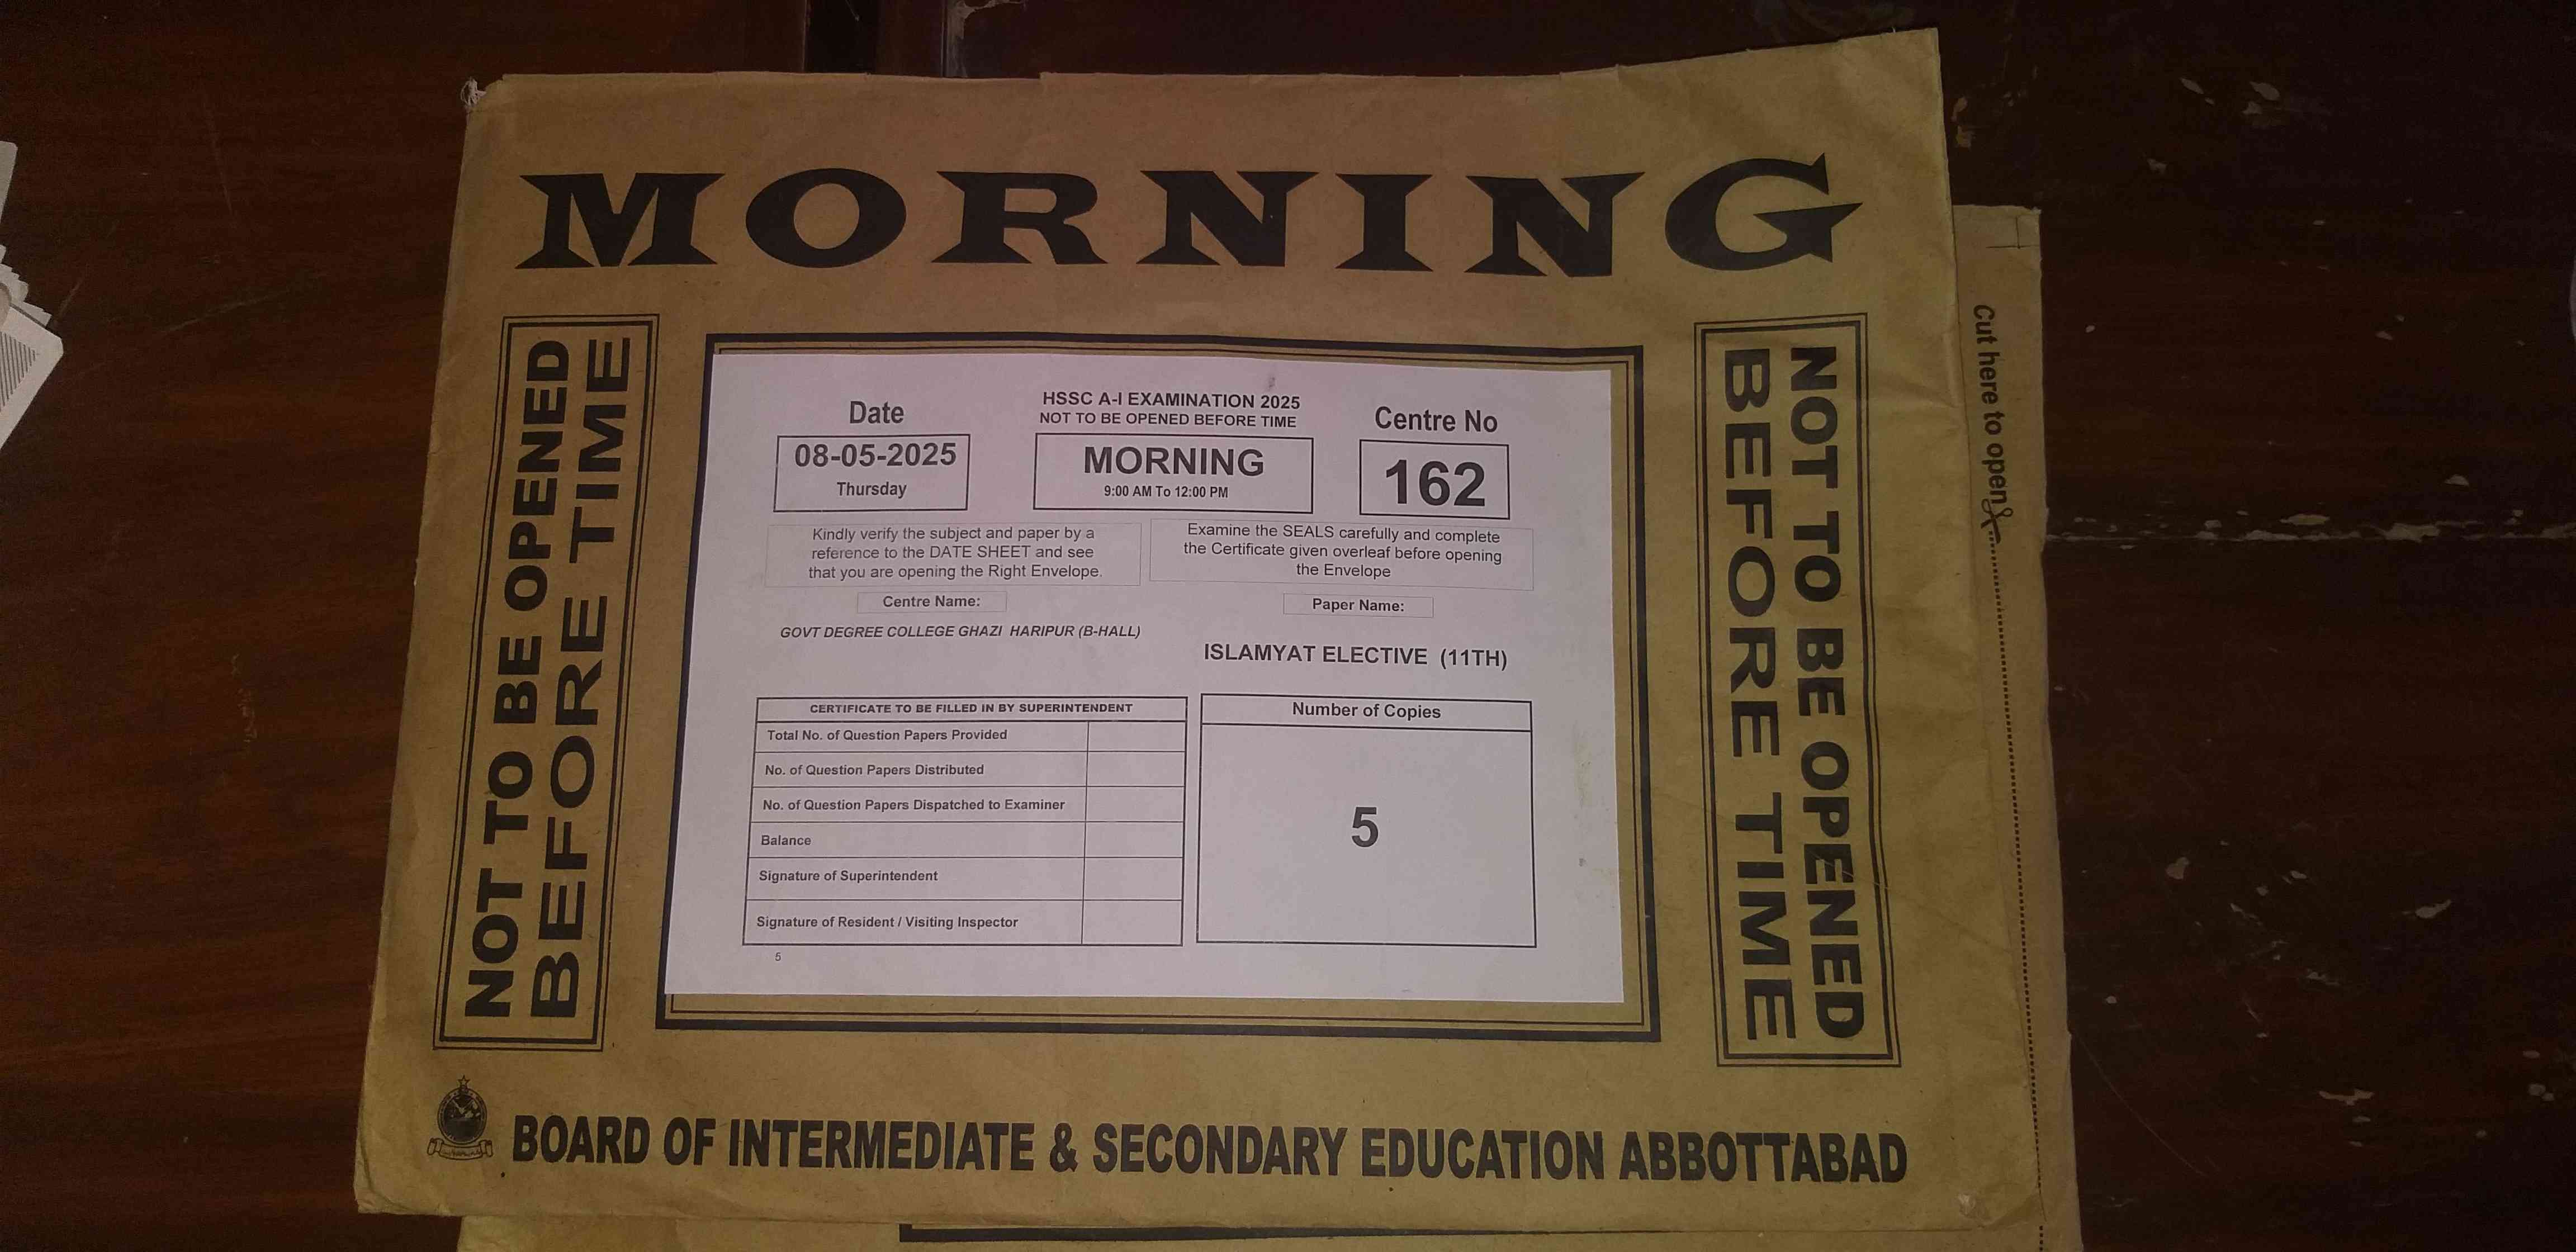 MORNING
NOT TO BE OPENED
BEFORE TIME
Date
08-05-2025
Thursday
HSSC A-I EXAMINATION 2025
NOT TO BE OPENED BEFORE TIME
MORNING
9:00 AM To 12:00 PM
Centre No
162
Kindly verify the subject and paper by a
reference to the DATE SHEET and see
that you are opening the Right Envelope.
Examine the SEALS carefully and complete
the Certificate given overleaf before opening
the Envelope
Centre Name:
GOVT DEGREE COLLEGE GHAZI HARIPUR (B-HALL)
Paper Name:
ISLAMYAT ELECTIVE (11TH)
CERTIFICATE TO BE FILLED IN BY SUPERINTENDENT
Total No. of Question Papers Provided
No. of Question Papers Distributed
No. of Question Papers Dispatched to Examiner
Balance
Signature of Superintendent
Signature of Resident / Visiting Inspector
5
Number of Copies
5
NOT TO BE OPENED
BEFORE TIME
Cut here to open
BOARD OF INTERMEDIATE & SECONDARY EDUCATION ABBOTTABAD